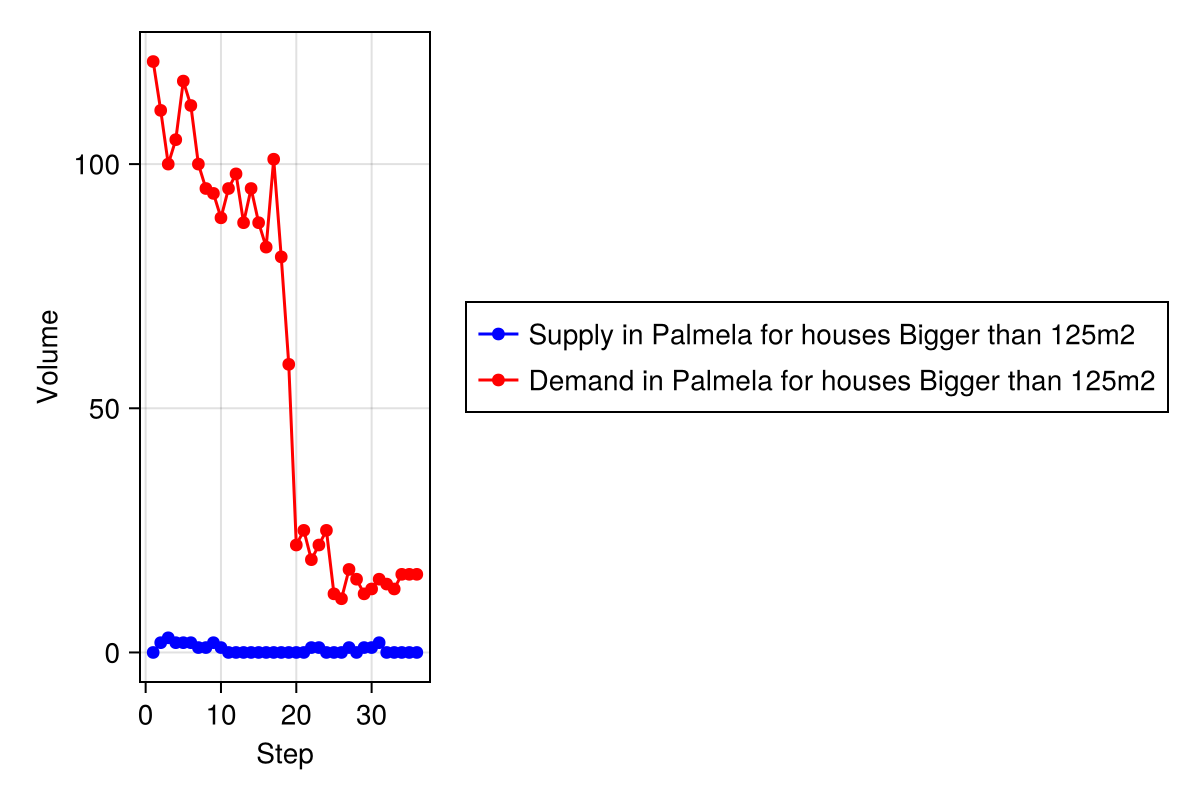 Volume
100
50
0
0 10 20 30
Step
Supply in Palmela for houses Bigger than 125m2
Demand in Palmela for houses Bigger than 125m2